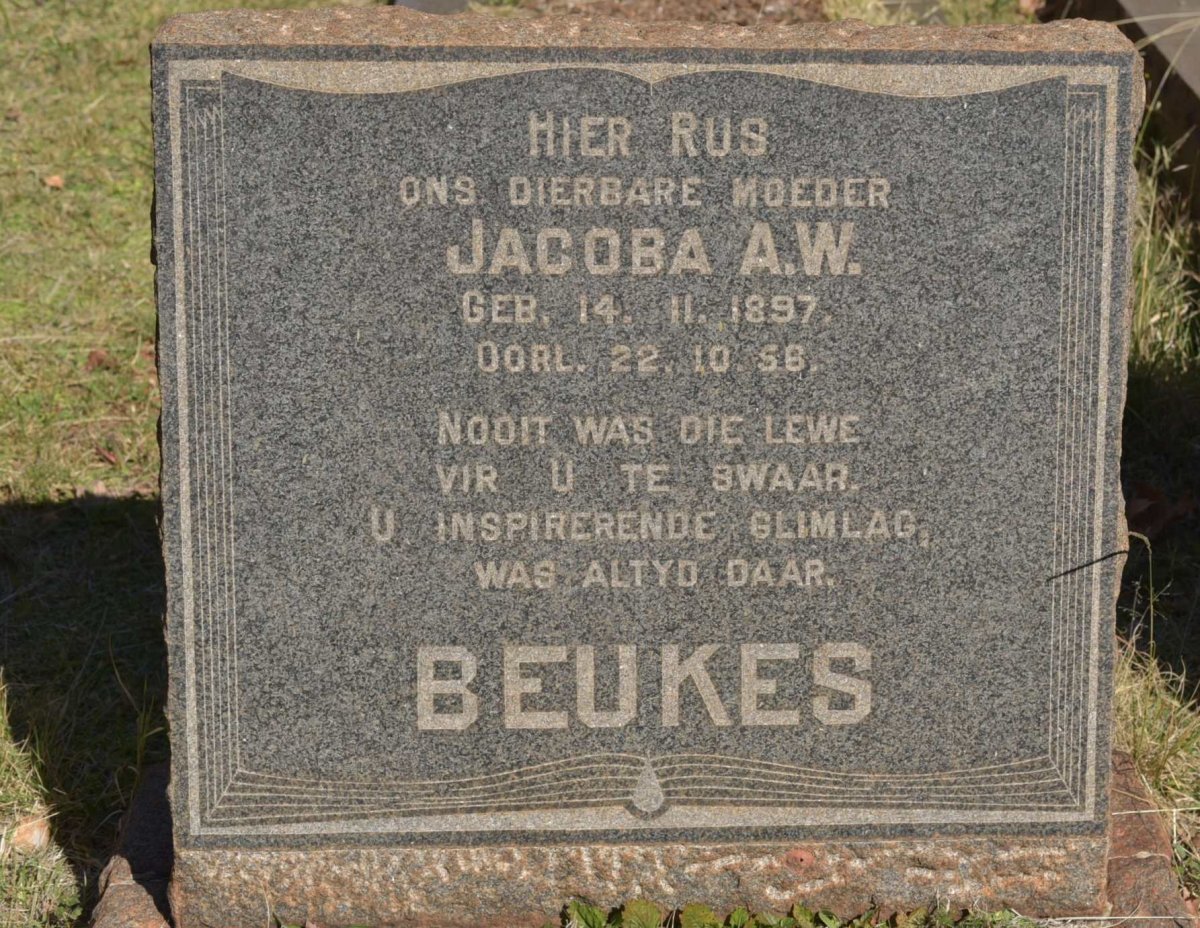 HIER RUS
ONS DIERBARE MOEDER
JACOBA A.W.
GEB. 14. 11. 1897.
OORL. 22. 10. 56.
NOOIT WAS DIE LEWE
VIR U TE SWAAR.
U INSPIRERENDE GLIMLAG,
WAS ALTYD DAAR.
BEUKES